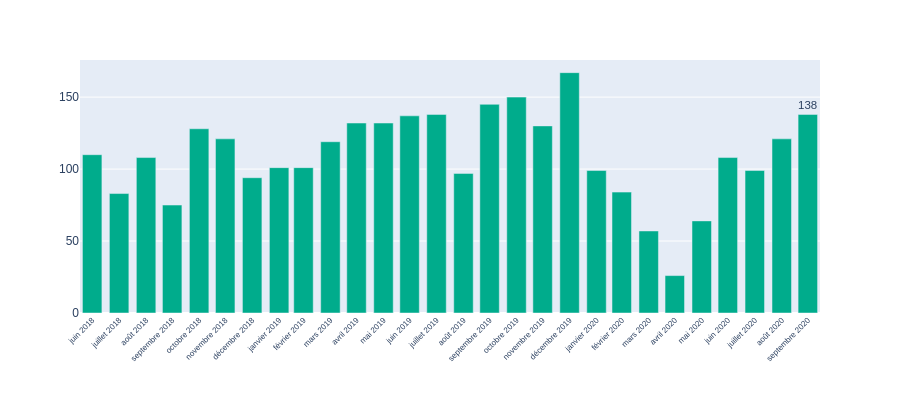 150
100
50
0
138
juin 2018
juillet 2018
août 2018
septembre 2018
octobre 2018
novembre 2018
décembre 2018
janvier 2019
février 2019
mars 2019
avril 2019
mai 2019
juin 2019
juillet 2019
août 2019
septembre 2019
octobre 2019
novembre 2019
décembre 2019
janvier 2020
février 2020
mars 2020
avril 2020
mai 2020
juin 2020
juillet 2020
août 2020
septembre 2020